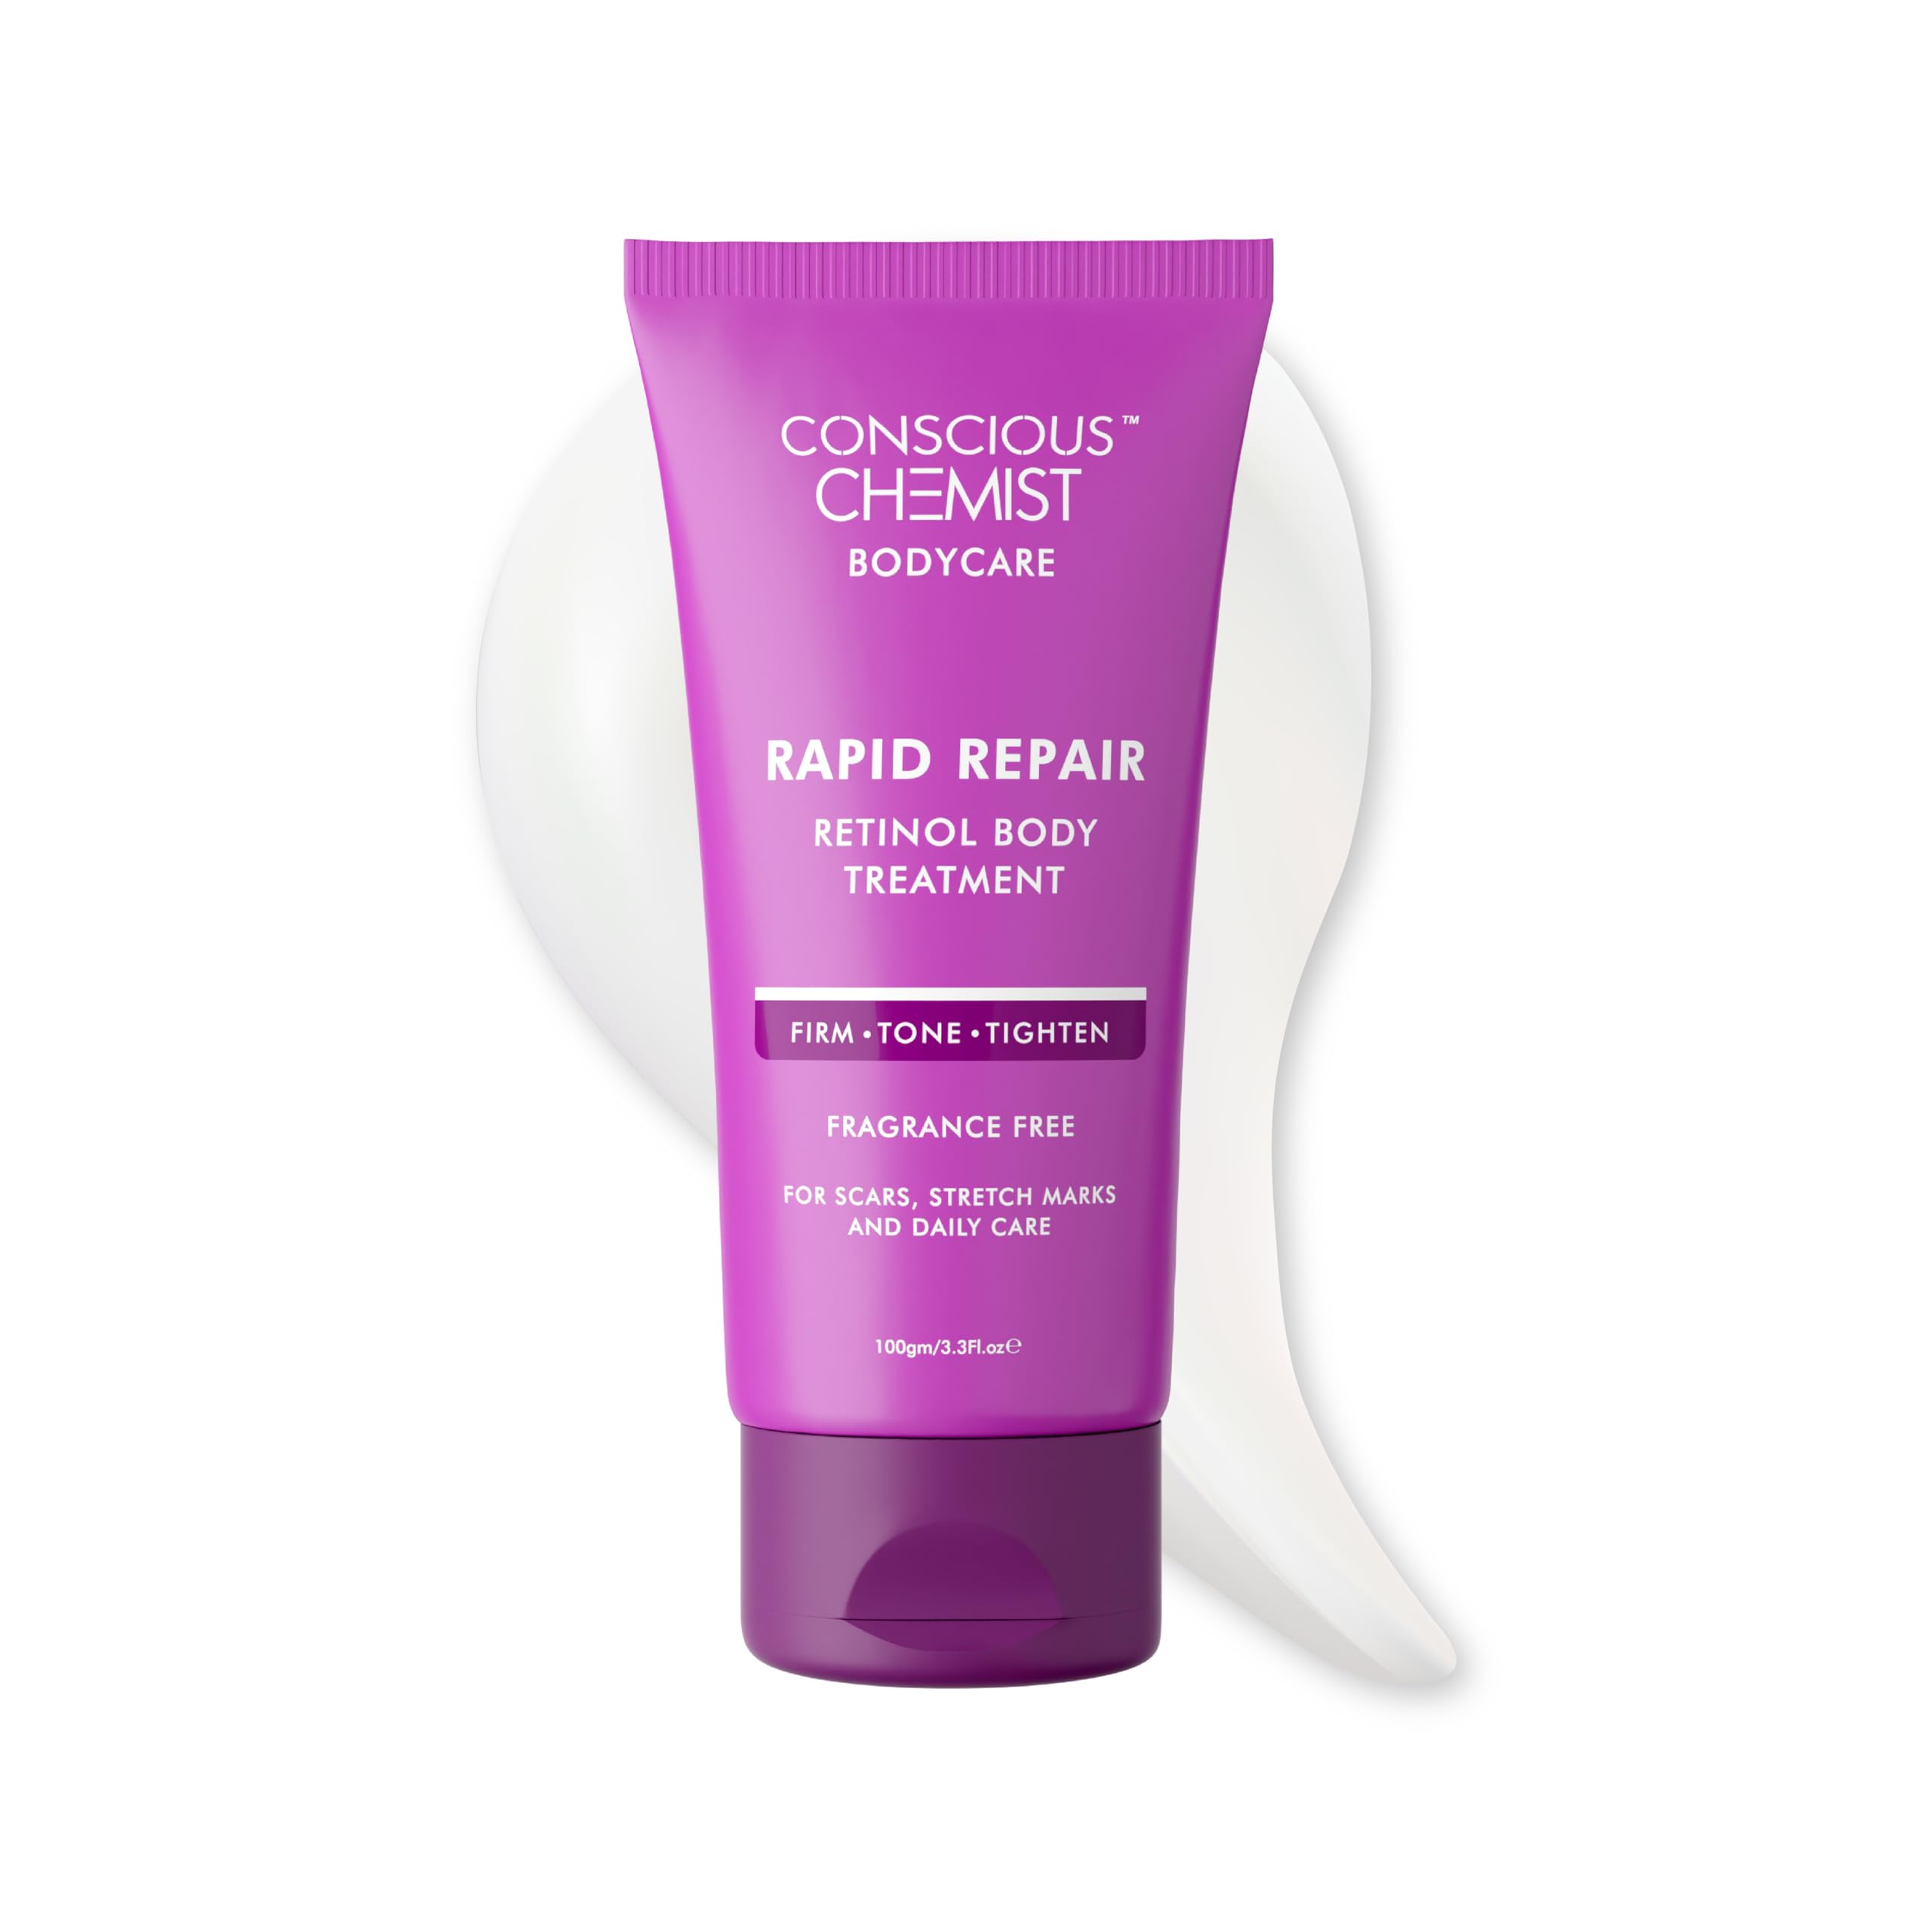 CONSCIOUS™
CHEMIST
BODYCARE
RAPID REPAIR
RETINOL BODY
TREATMENT
FIRM • TONE • TIGHTEN
FRAGRANCE FREE
FOR SCARS, STRETCH MARKS
AND DAILY CARE
100gm/3.3Fl.oz℮